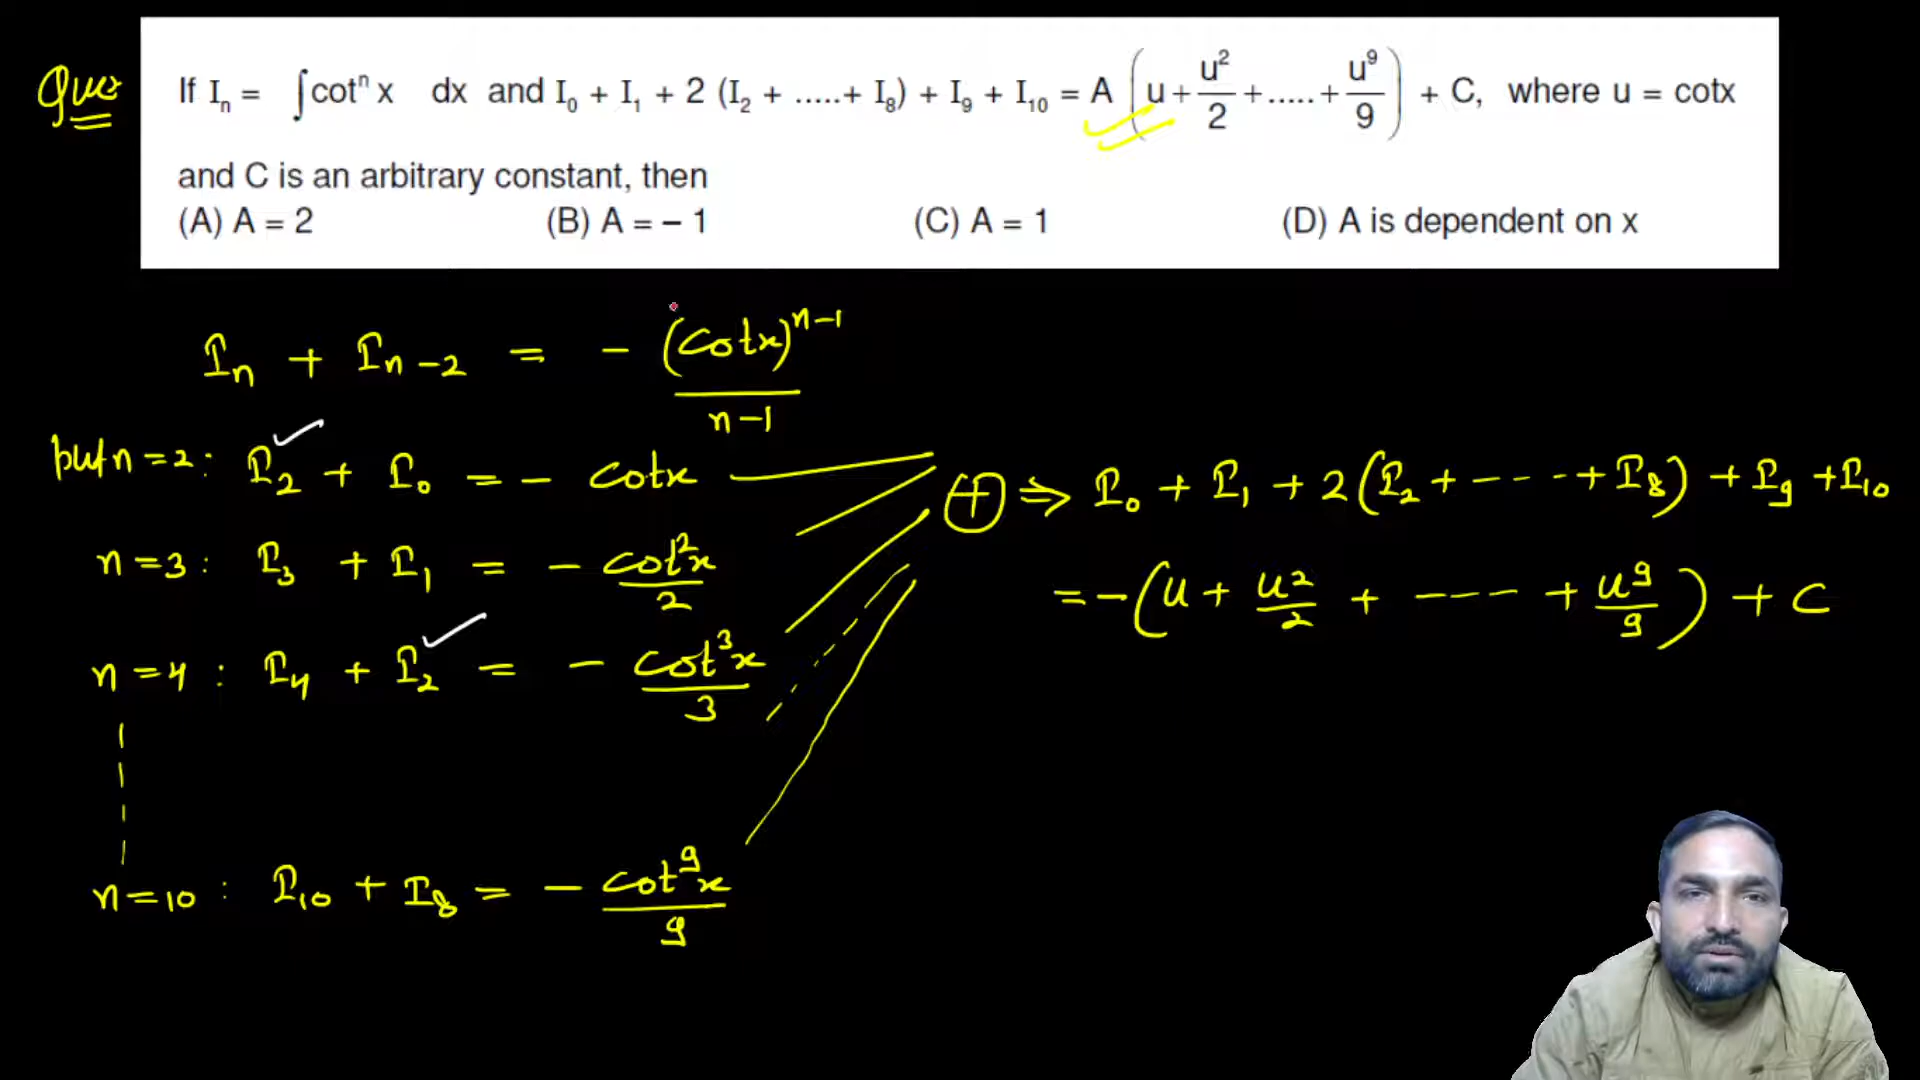 Que
If Iₙ = ∫cotⁿ x dx and I₀ + I₁ + 2 (I₂ + .....+ I₈) + I₉ + I₁₀ = A (u + u²/2 + ..... + u⁹/9) + C, where u = cotx
and C is an arbitrary constant, then
(A) A = 2 (B) A = – 1 (C) A = 1 (D) A is dependent on x
Iₙ + Iₙ₋₂ = - (cotx)ⁿ⁻¹/n-1
put n = 2 : I₂ + I₀ = - cotx
n = 3 : I₃ + I₁ = - cot²x/2
n = 4 : I₄ + I₂ = - cot³x/3
n = 10 : I₁₀ + I₈ = - cot⁹x/9
⊕ ⇒ I₀ + I₁ + 2(I₂ + ---- + I₈) + I₉ + I₁₀
= -(u + u²/2 + ---- + u⁹/9) + C